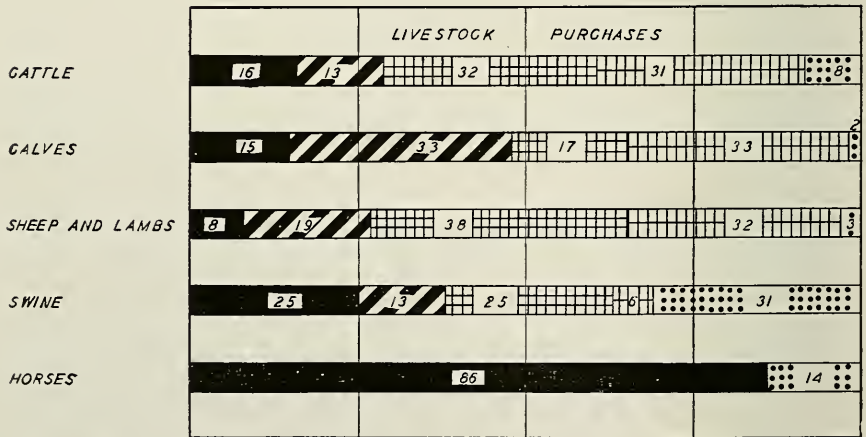 LIVESTOCK PURCHASES
CATTLE 16 13 32 31 8
CALVES 15 33 17 33 2
SHEEP AND LAMBS 8 19 38 32 3
SWINE 25 13 25 6 31
HORSES 86 14